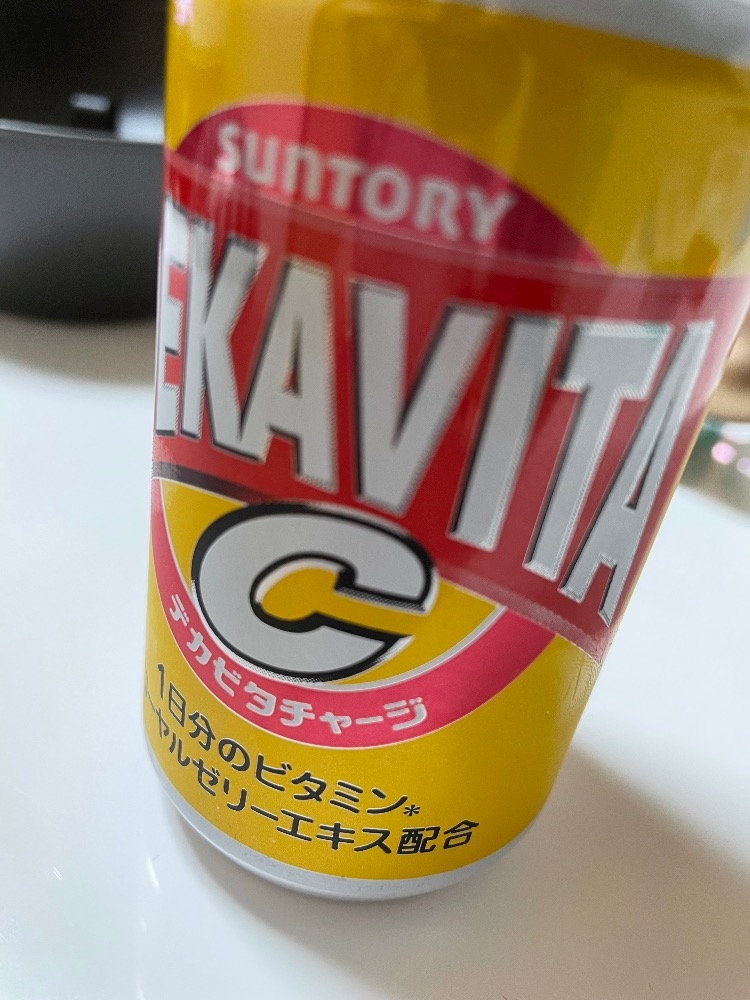 SUNTORY
EKAVITA
C
デカビタチャージ
1日分のビタミン*
ーヤルゼリーエキス配合